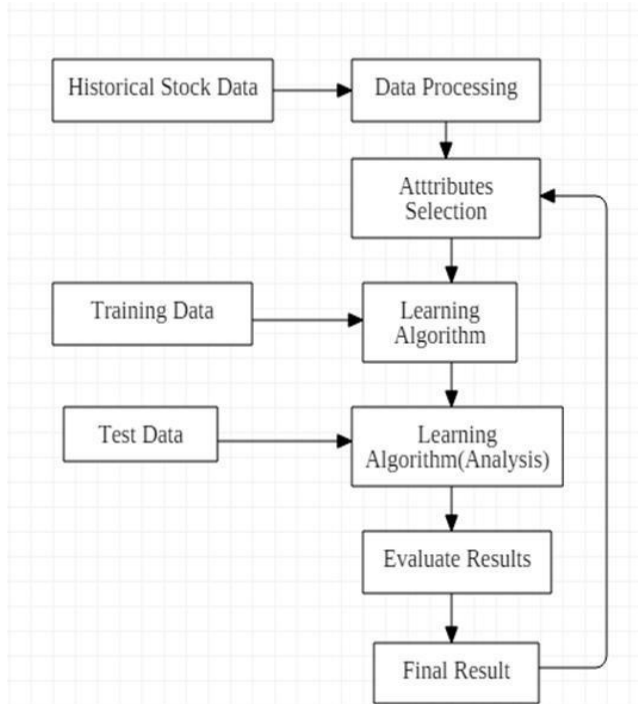 Historical Stock Data
Data Processing
Atttributes
Selection
Training Data
Learning
Algorithm
Test Data
Learning
Algorithm(Analysis)
Evaluate Results
Final Result